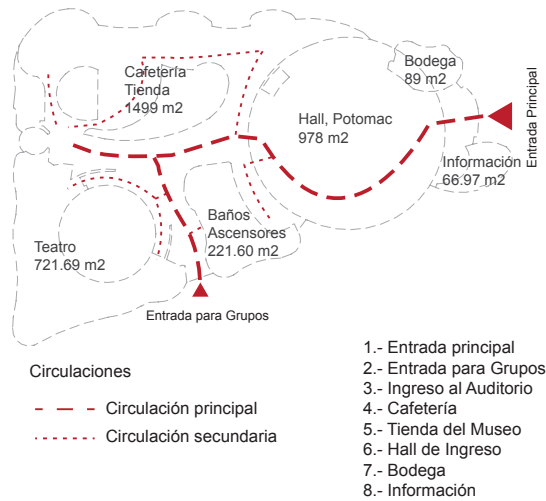 Cafetería
Tienda
1499 m2
Bodega
89 m2
Hall, Potomac
978 m2
Entrada Principal
Información
66.97 m2
Baños
Ascensores
221.60 m2
Teatro
721.69 m2
Entrada para Grupos
Circulaciones
Circulación principal
Circulación secundaria
1.- Entrada principal
2.- Entrada para Grupos
3.- Ingreso al Auditorio
4.- Cafetería
5.- Tienda del Museo
6.- Hall de Ingreso
7.- Bodega
8.- Información